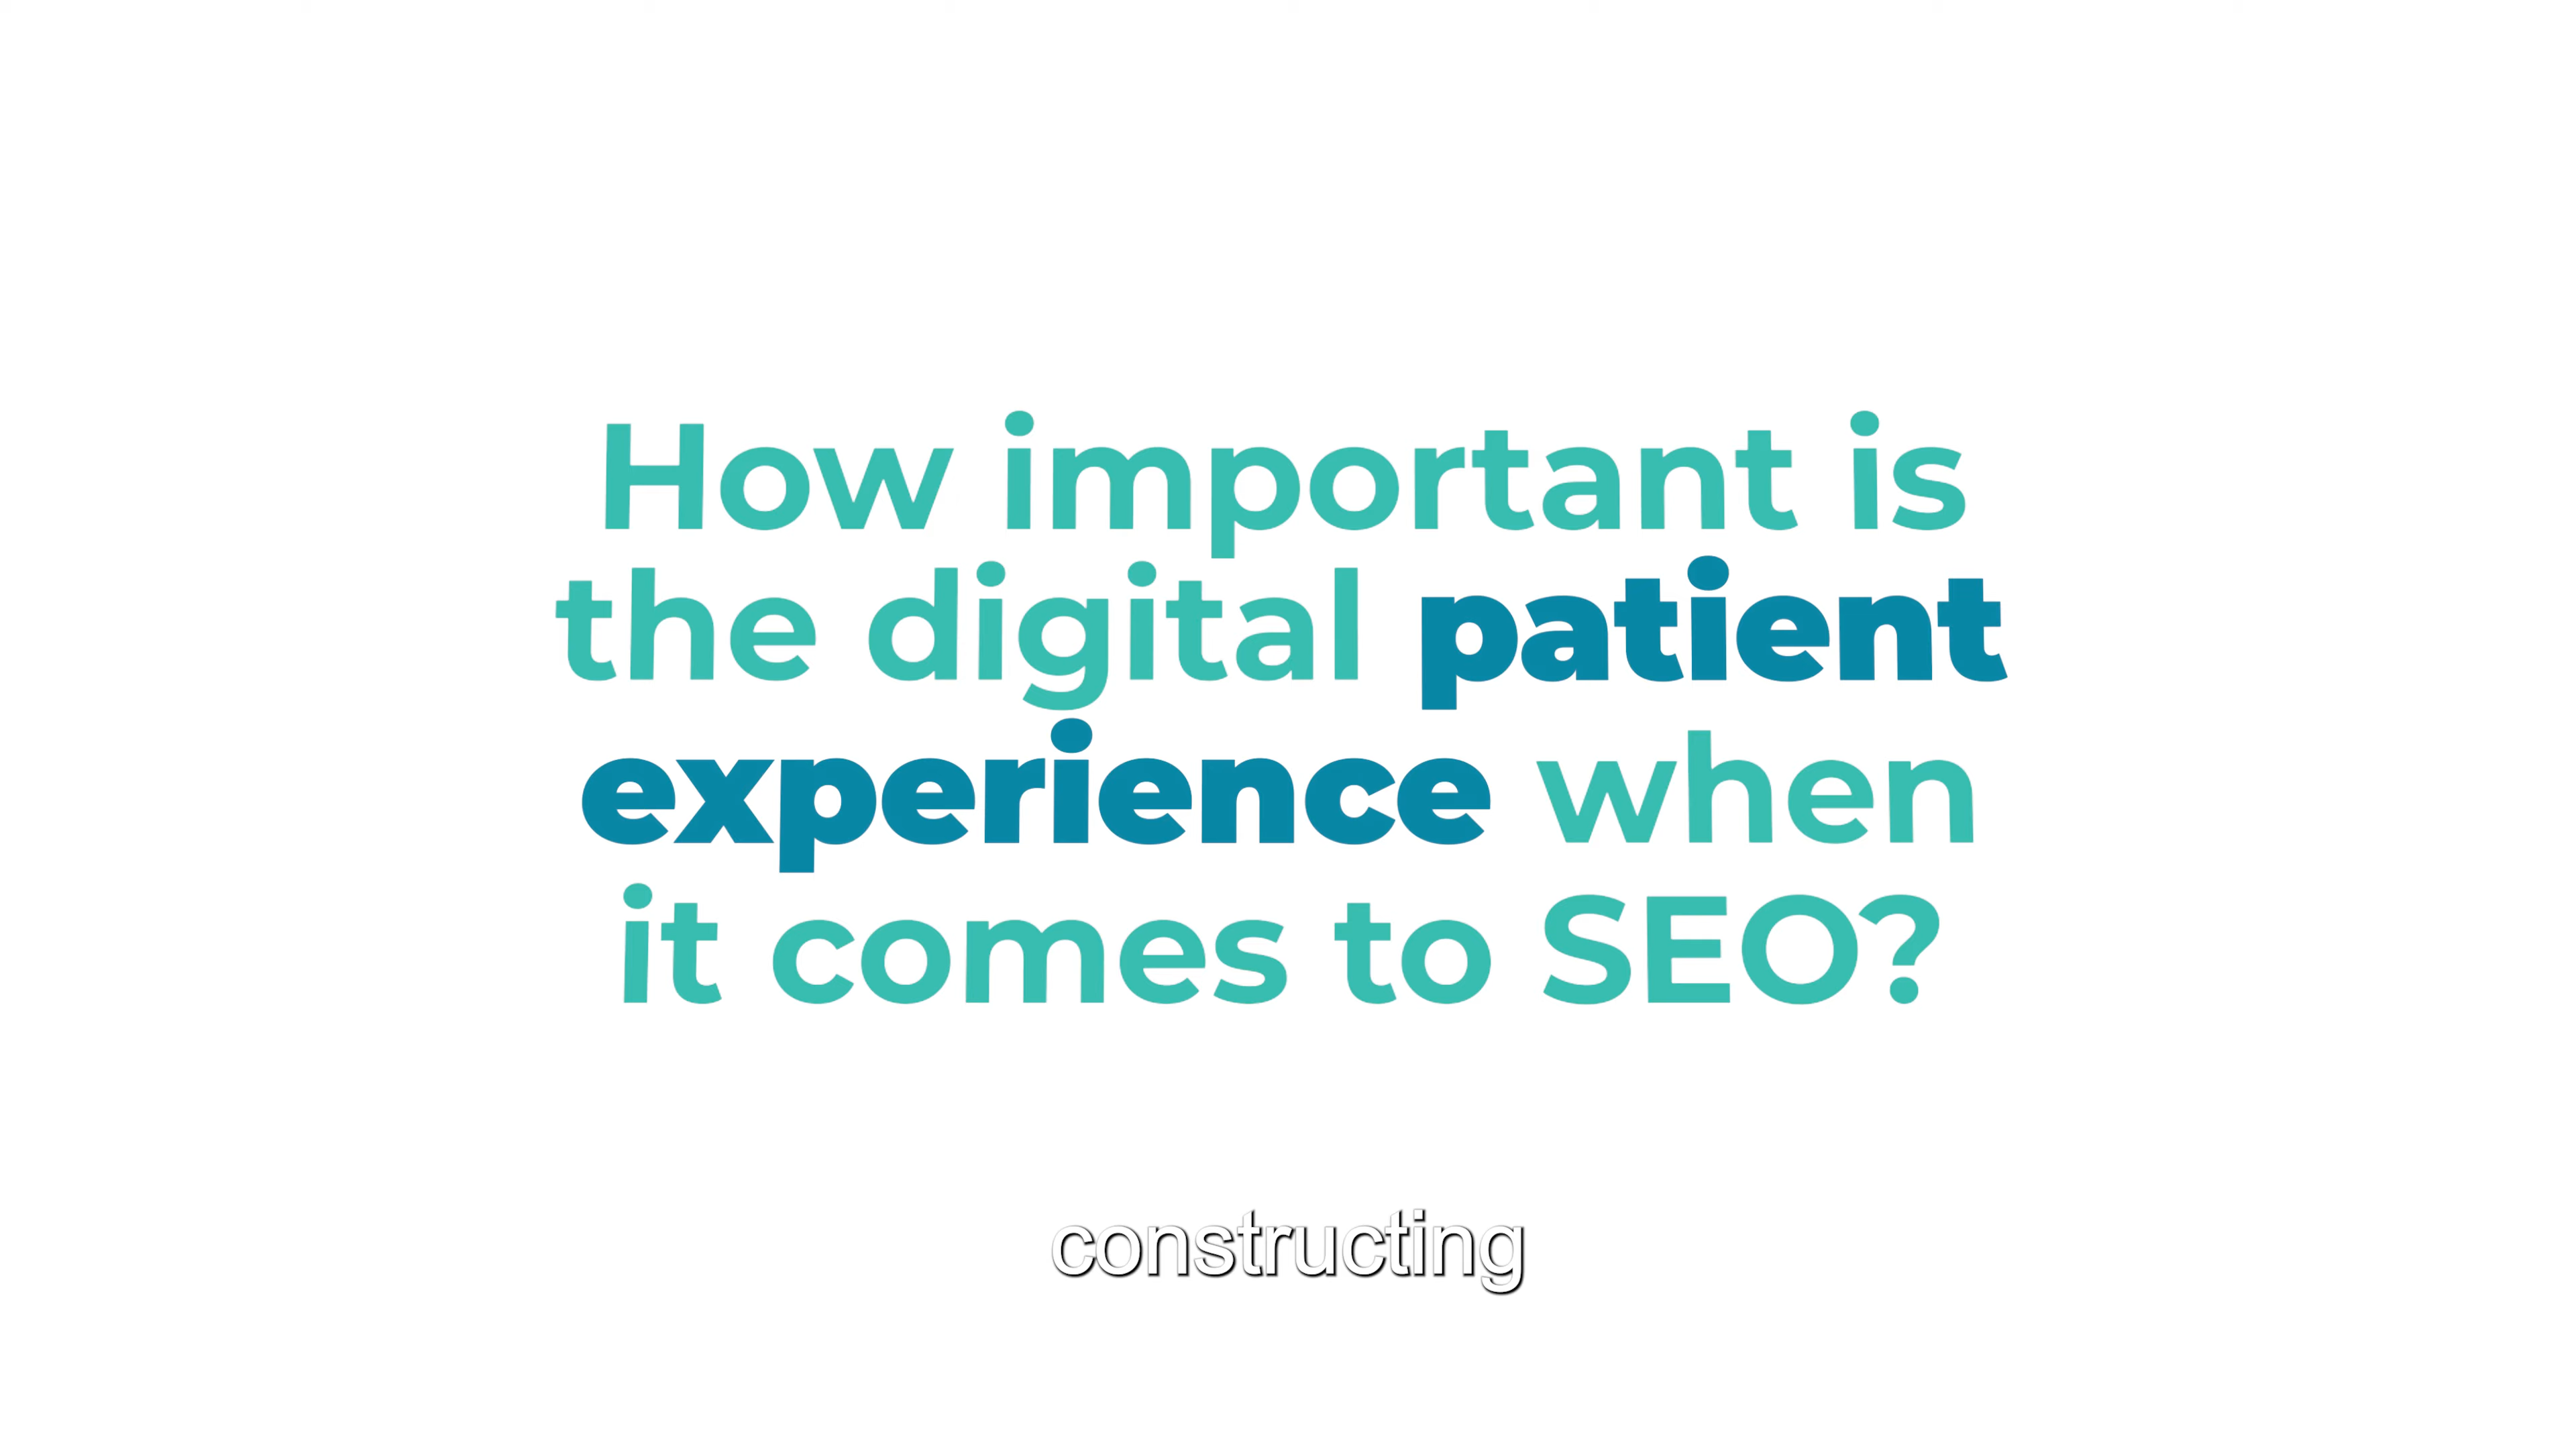 How important is
the digital patient
experience when
it comes to SEO?
constructing